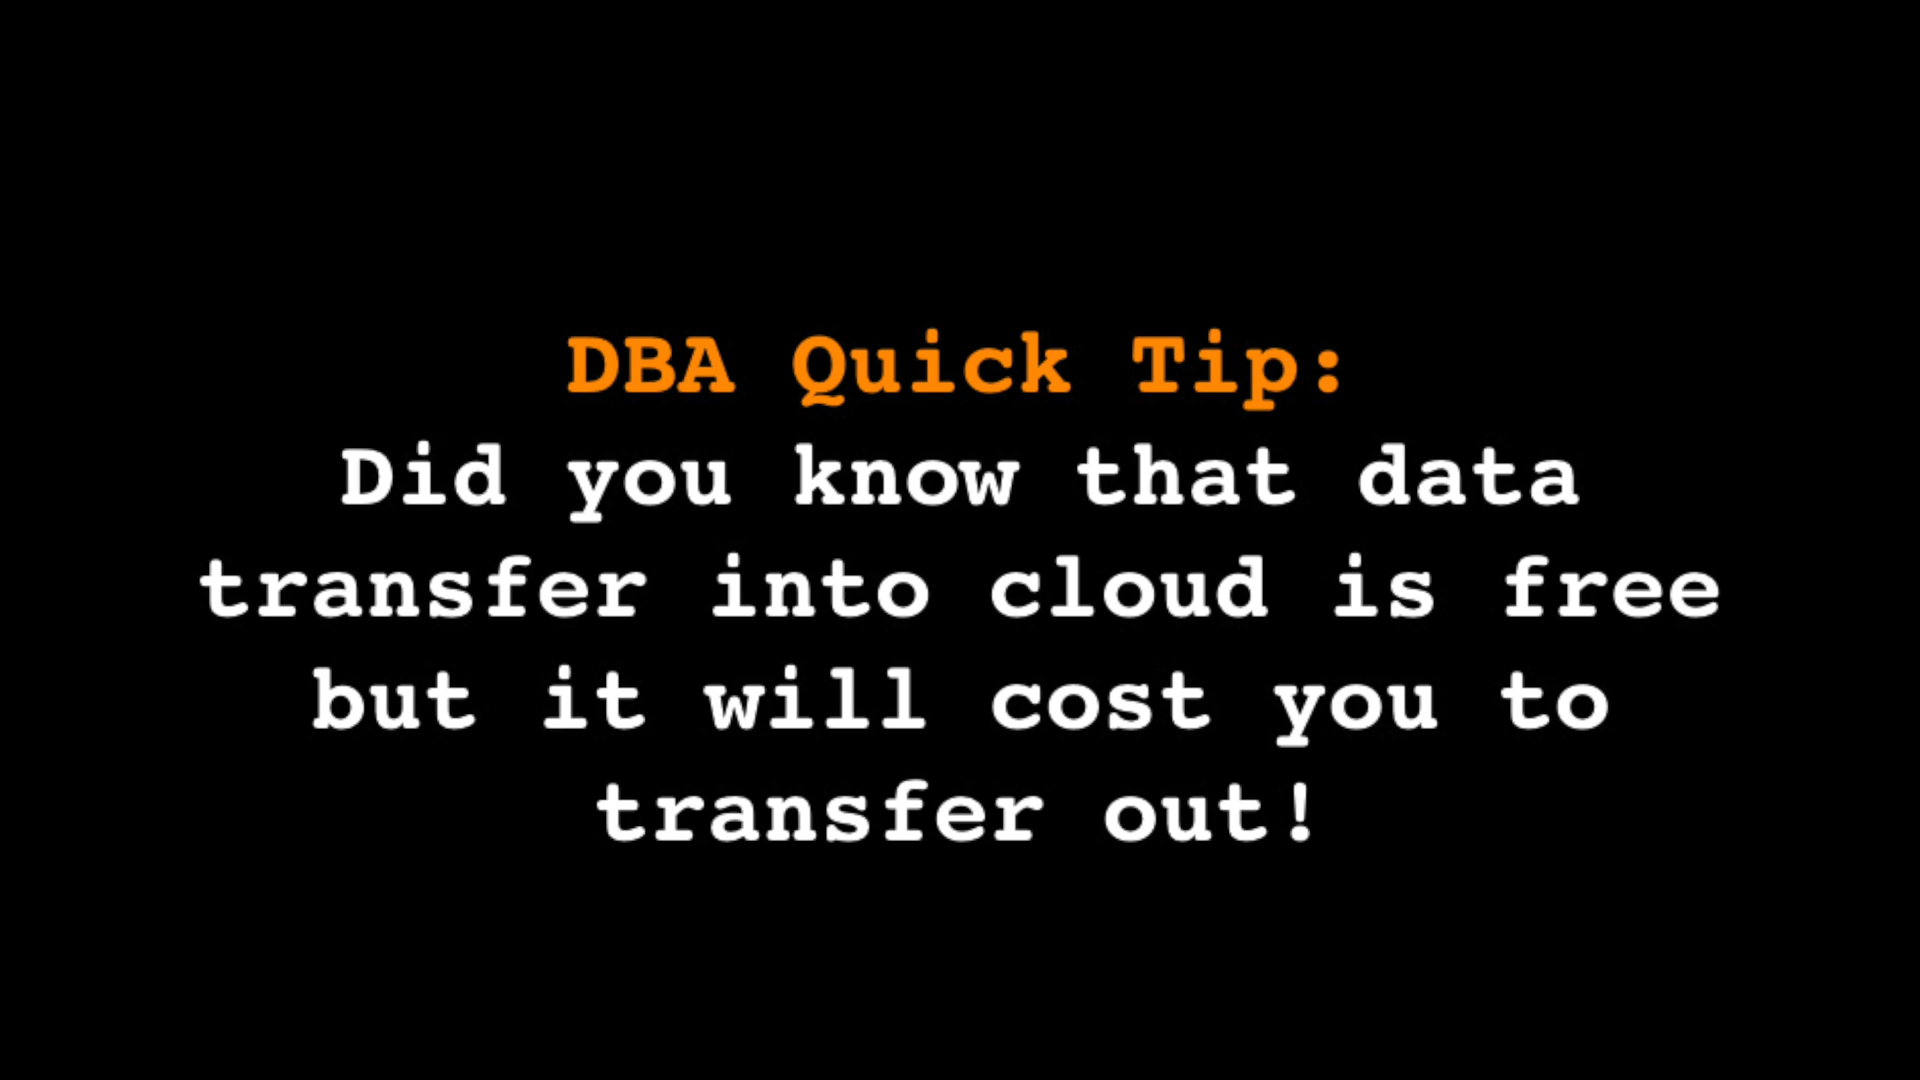 DBA Quick Tip:
Did you know that data
transfer into cloud is free
but it will cost you to
transfer out!